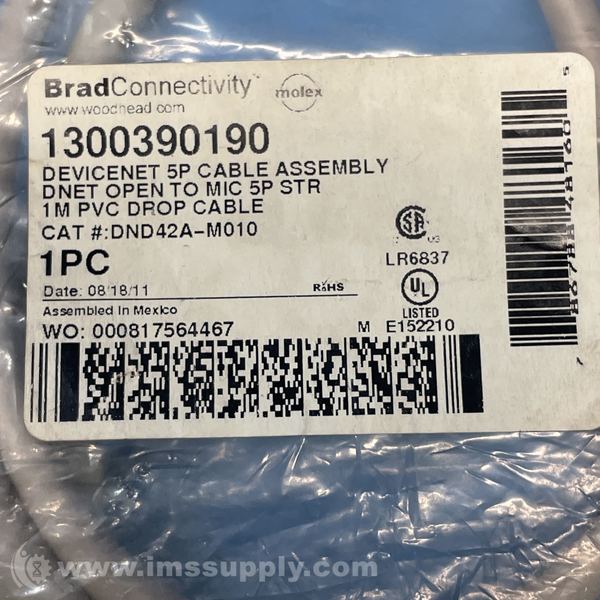 BradConnectivity™
molex
www.woodhead.com
1300390190
DEVICENET 5P CABLE ASSEMBLY
DNET OPEN TO MIC 5P STR
1M PVC DROP CABLE
CAT #:DND42A-M010
1PC
LR6837
Date: 08/18/11
RoHS
UL
LISTED
Assembled In Mexico
WO: 000817564467
M E152210
www.imssupply.com